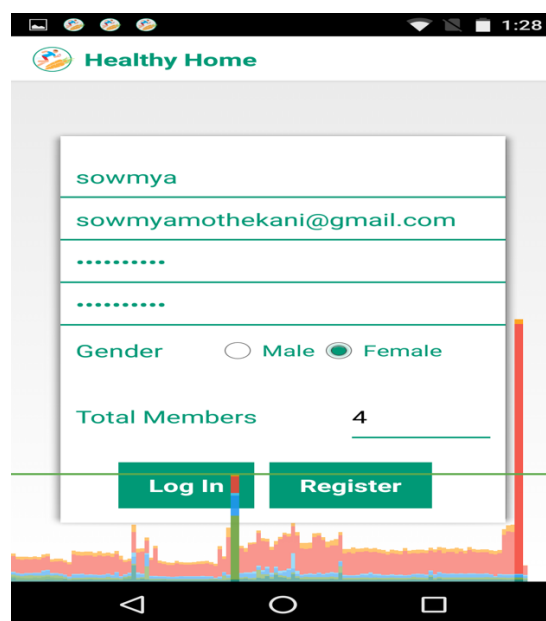 1:28
Healthy Home
sowmya
sowmyamothekani@gmail.com
••••••••••
••••••••••
Gender Male Female
Total Members 4
Log In Register